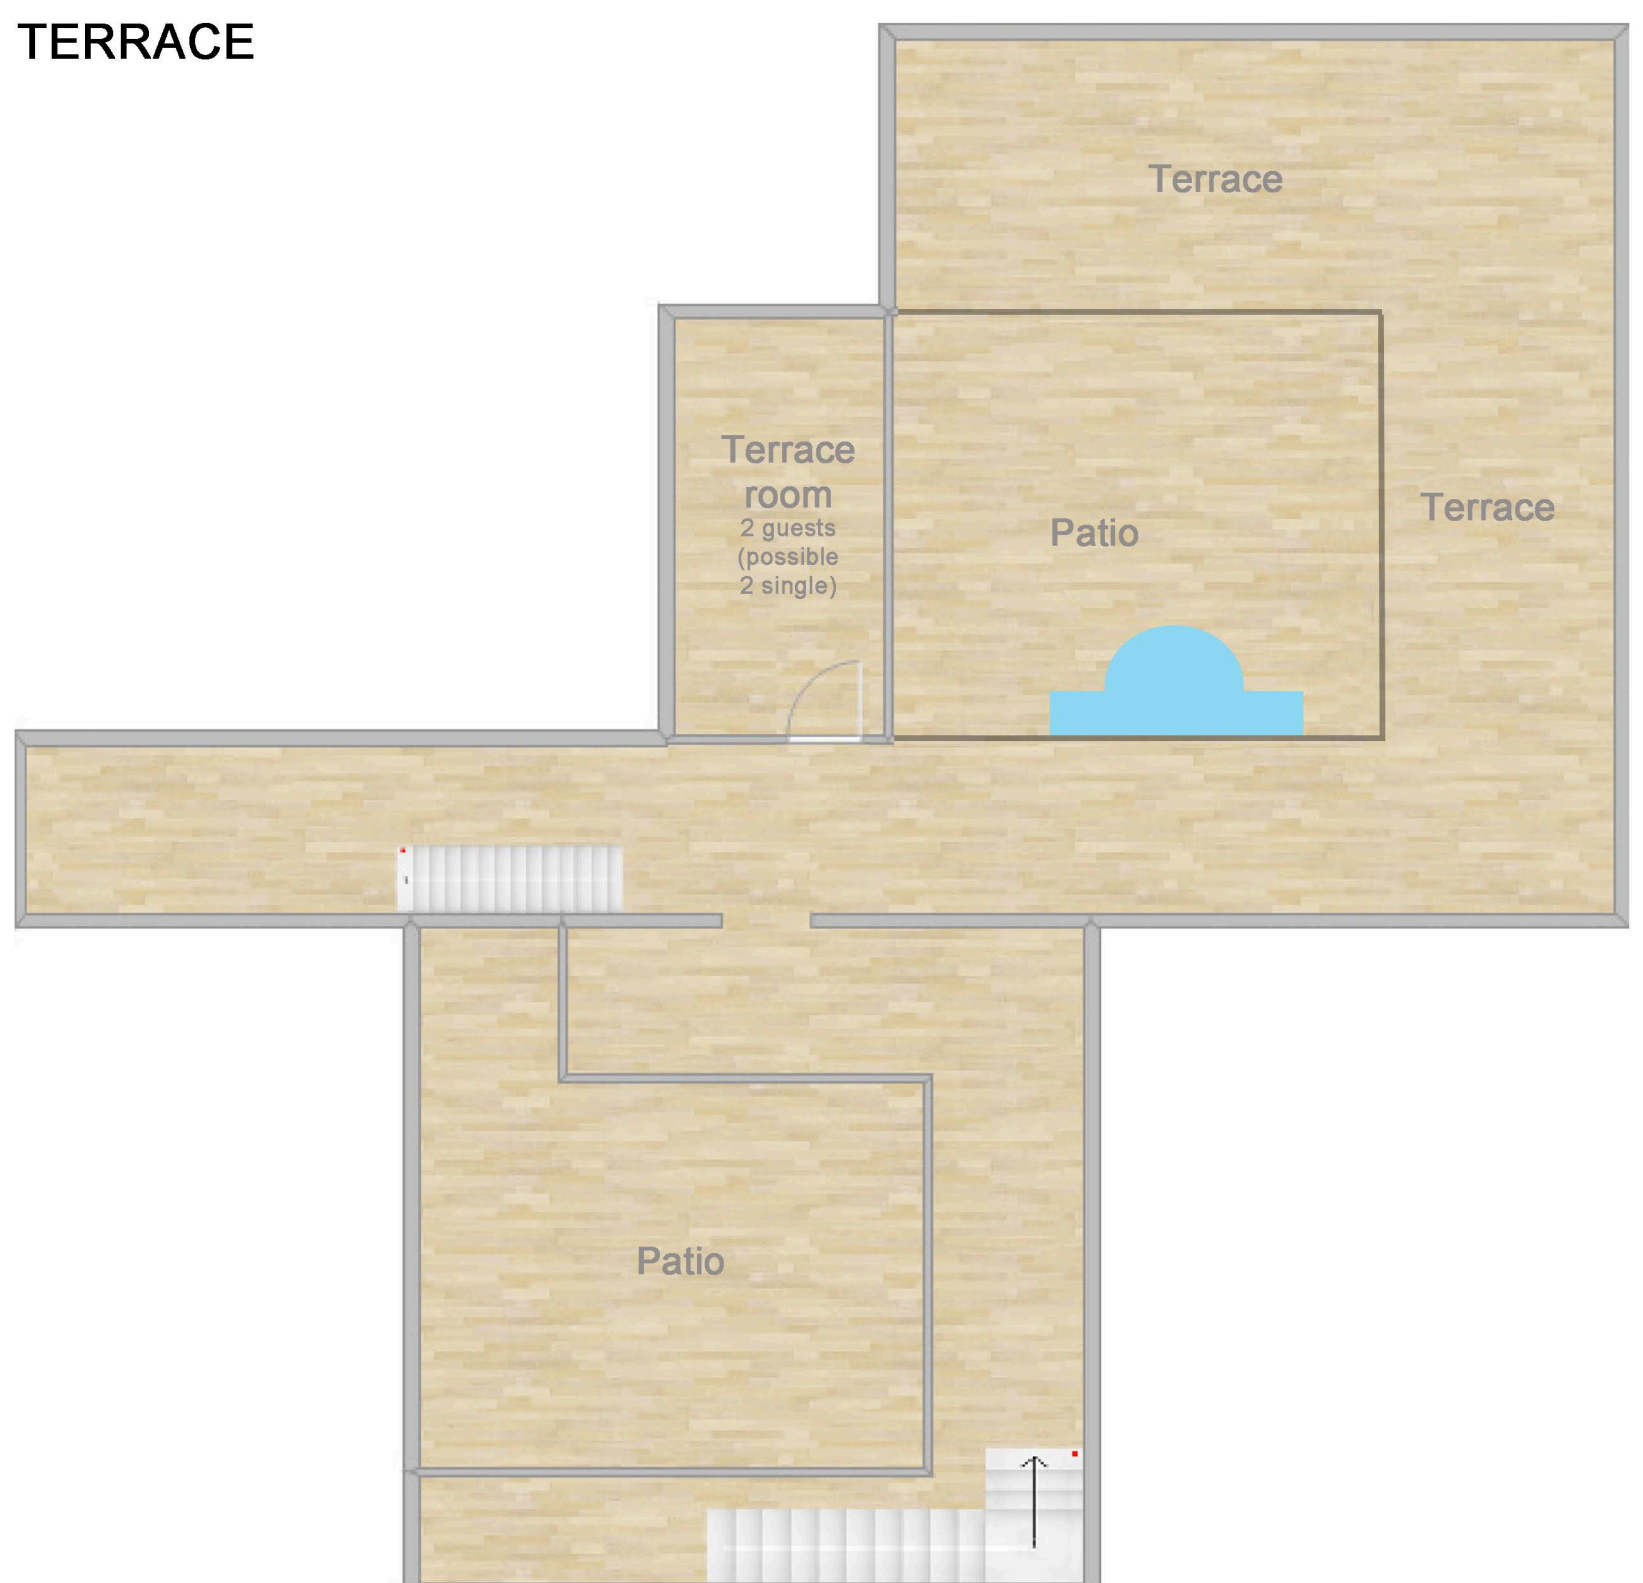 TERRACE
Terrace
Terrace
room
2 guests
(possible
2 single)
Patio
Terrace
Patio